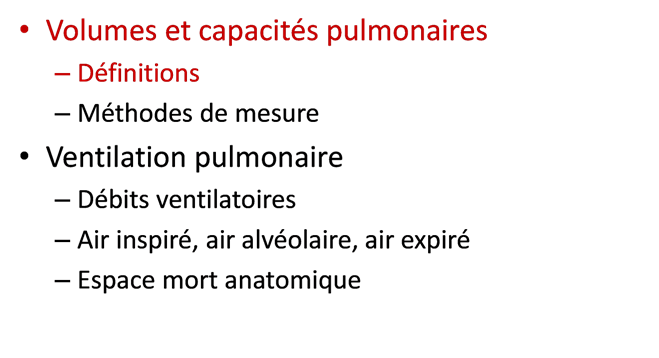 • Volumes et capacités pulmonaires
– Définitions
– Méthodes de mesure
• Ventilation pulmonaire
– Débits ventilatoires
– Air inspiré, air alvéolaire, air expiré
– Espace mort anatomique